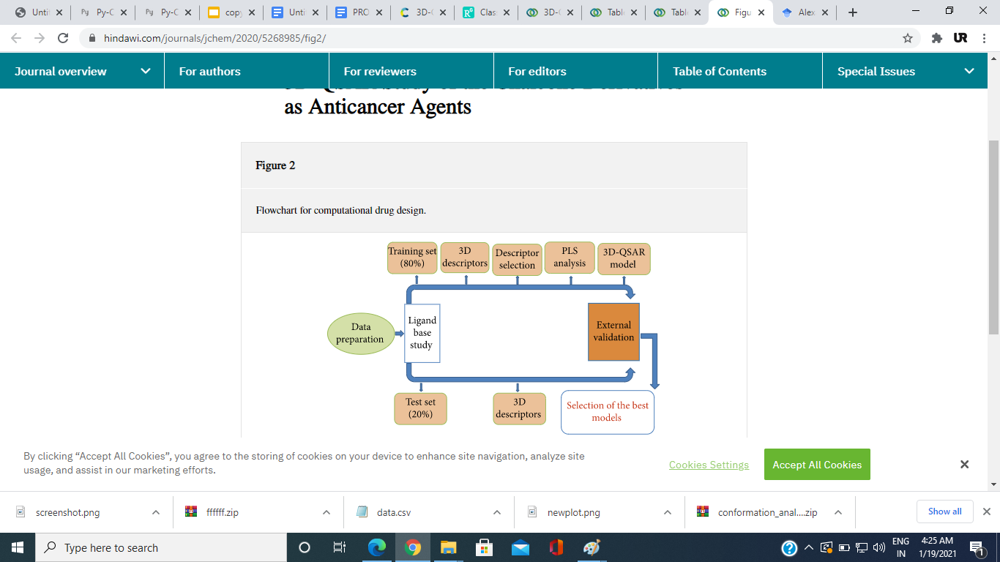 Unti
Py-C
Py-C
cop
Unti
PRO
3D-(
Clas
3D-(
Tabl
Tabl
Figu
Alex
hindawi.com/journals/jchem/2020/5268985/fig2/
UR
Journal overview
For authors
For reviewers
For editors
Table of Contents
Special Issues
as Anticancer Agents
Figure 2
Flowchart for computational drug design.
Training set
(80%)
3D
descriptors
Descriptor
selection
PLS
analysis
3D-QSAR
model
Data
preparation
Ligand
base
study
External
validation
Test set
(20%)
3D
descriptors
Selection of the best
models
By clicking “Accept All Cookies”, you agree to the storing of cookies on your device to enhance site navigation, analyze site
usage, and assist in our marketing efforts.
Cookies Settings
Accept All Cookies
screenshot.png
ffffff.zip
data.csv
newplot.png
conformation_anal....zip
Show all
Type here to search
ENG
IN
4:25 AM
1/19/2021
1